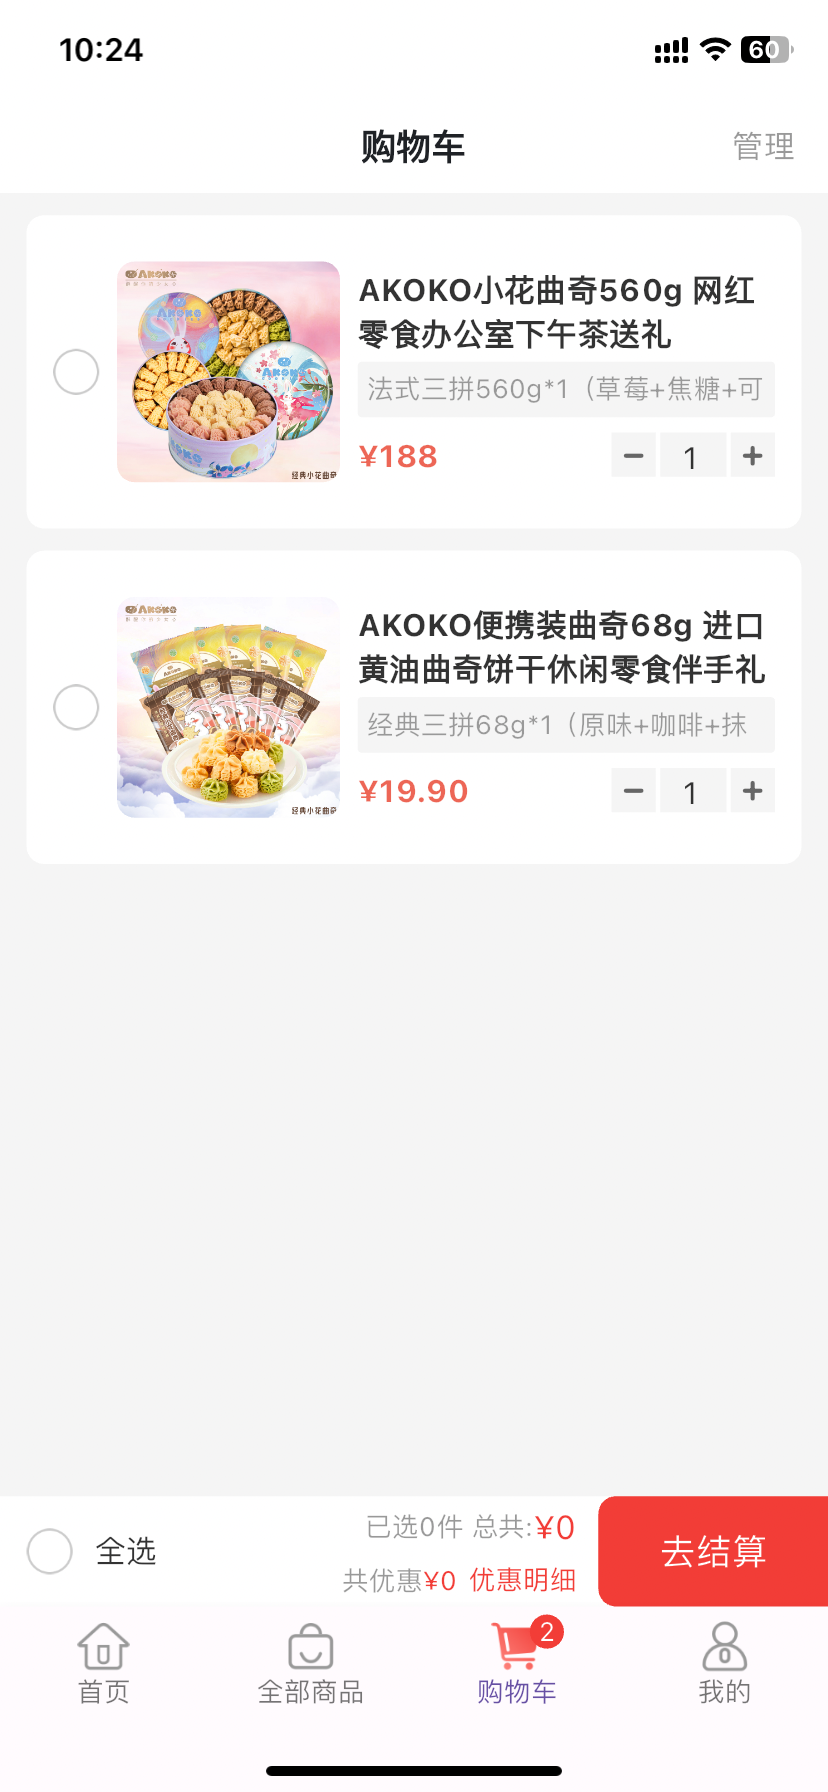 10:24
60
购物车
管理
AKOKO
AKOKO
AKOKO
经典小花曲奇
AKOKO小花曲奇560g 网红
零食办公室下午茶送礼
法式三拼560g*1（草莓+焦糖+可
¥188
1
AKOKO
经典小花曲奇
AKOKO便携装曲奇68g 进口
黄油曲奇饼干休闲零食伴手礼
经典三拼68g*1（原味+咖啡+抹
¥19.90
1
全选
已选0件 总共:¥0
共优惠¥0 优惠明细
去结算
2
首页
全部商品
购物车
我的